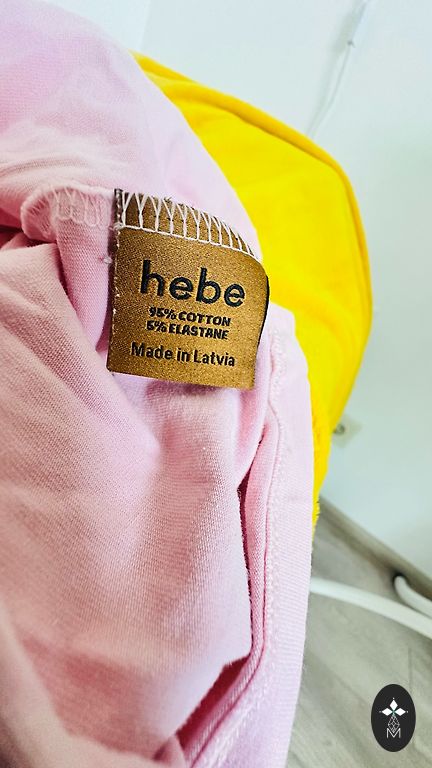 hebe
95% COTTON
5% ELASTANE
Made in Latvia
M